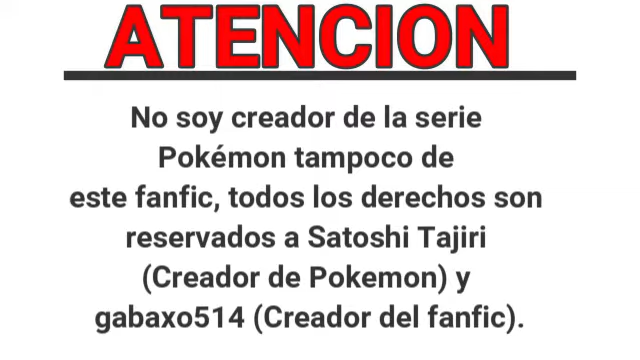 ATENCION
No soy creador de la serie
Pokémon tampoco de
este fanfic, todos los derechos son
reservados a Satoshi Tajiri
(Creador de Pokemon) y
gabaxo514 (Creador del fanfic).